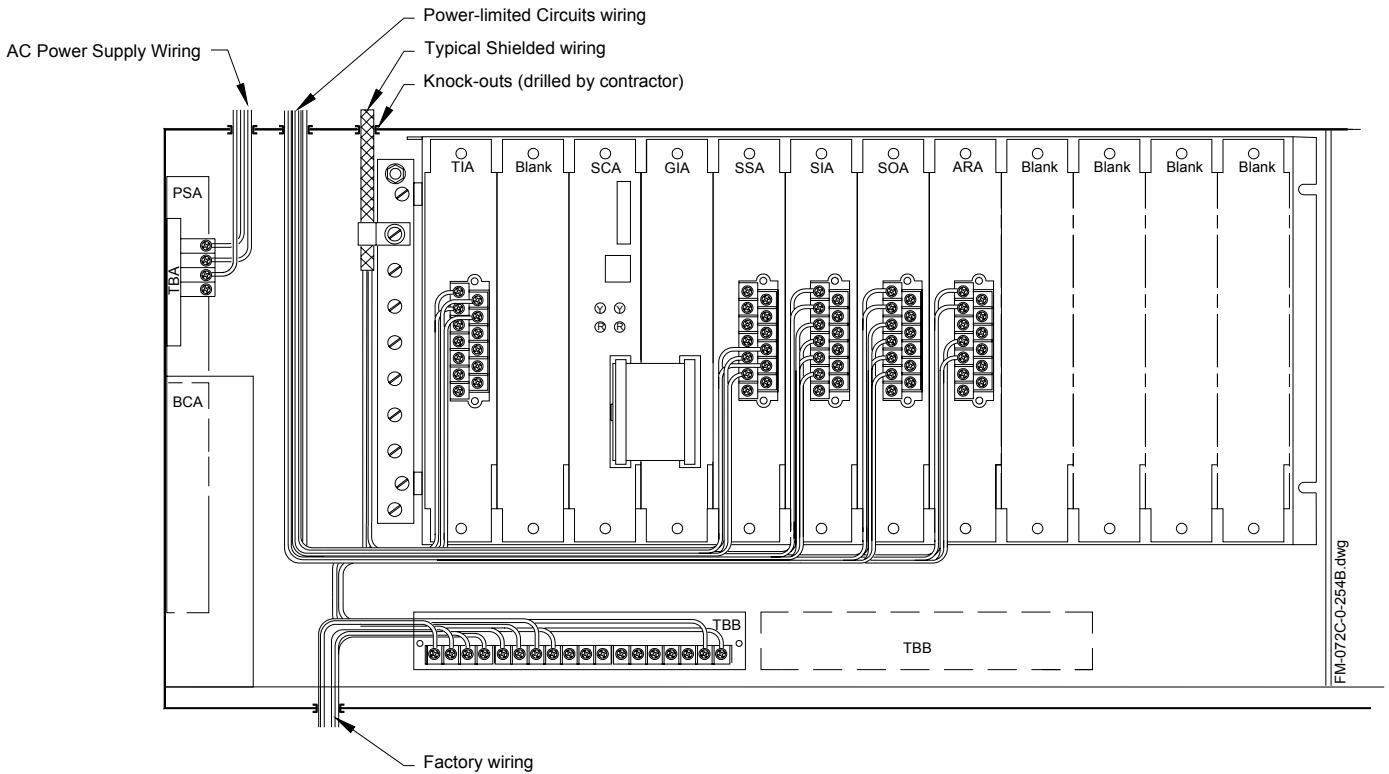 Power-limited Circuits wiring
AC Power Supply Wiring
Typical Shielded wiring
Knock-outs (drilled by contractor)
TIA
Blank
SCA
GIA
SSA
SIA
SOA
ARA
Blank
Blank
Blank
Blank
PSA
TBA
Y Y
R R
BCA
TBB
TBB
FM-072C-0-254B.dwg
Factory wiring